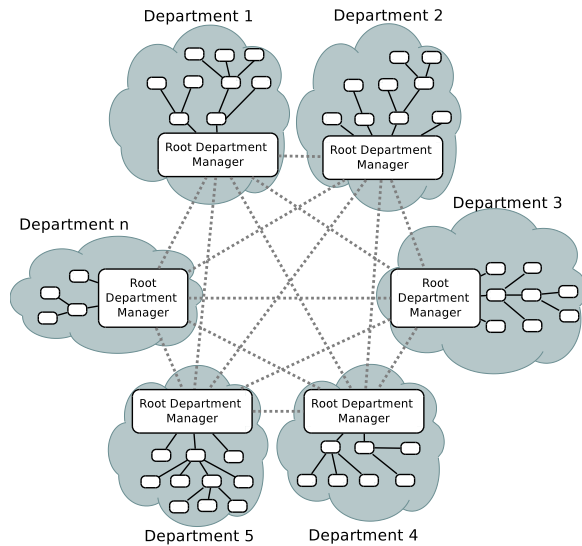 Department 1
Department 2
Root Department
Manager
Root Department
Manager
Department n
Department 3
Root
Department
Manager
Root
Department
Manager
Root Department
Manager
Root Department
Manager
Department 5
Department 4